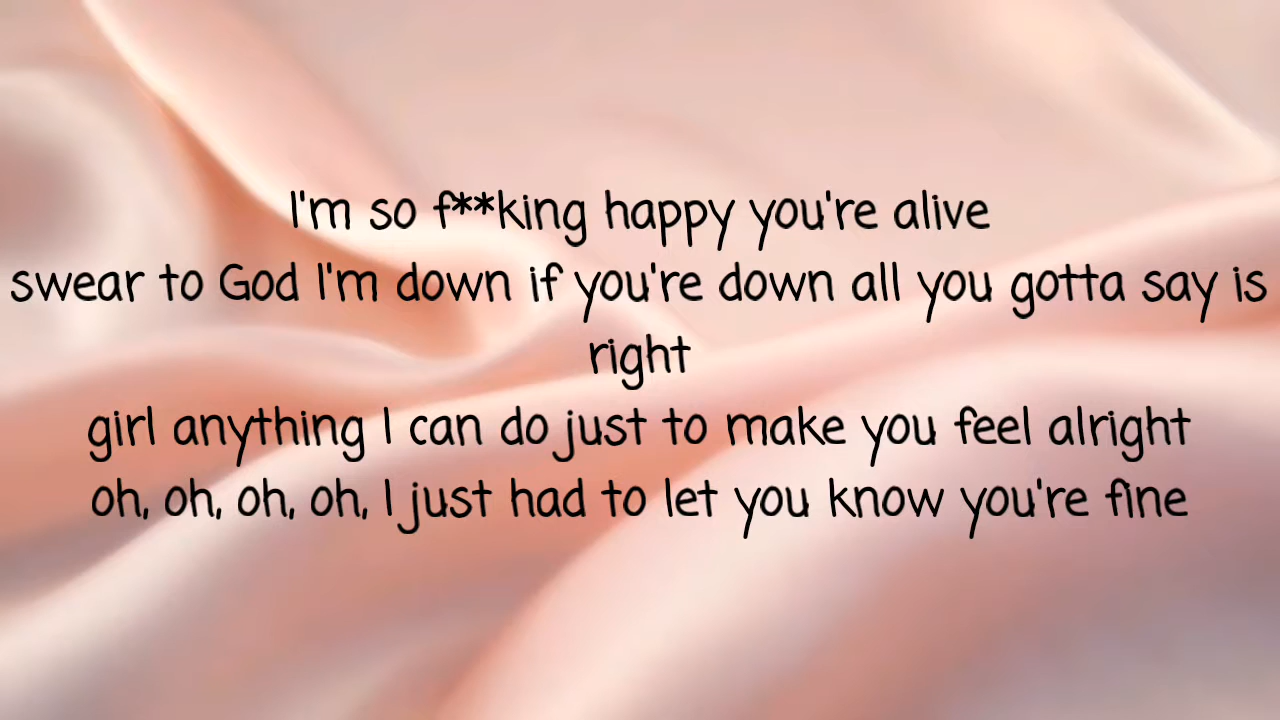 I'm so f**king happy you're alive
swear to God I'm down if you're down all you gotta say is
right
girl anything I can do just to make you feel alright
oh, oh, oh, oh, I just had to let you know you're fine